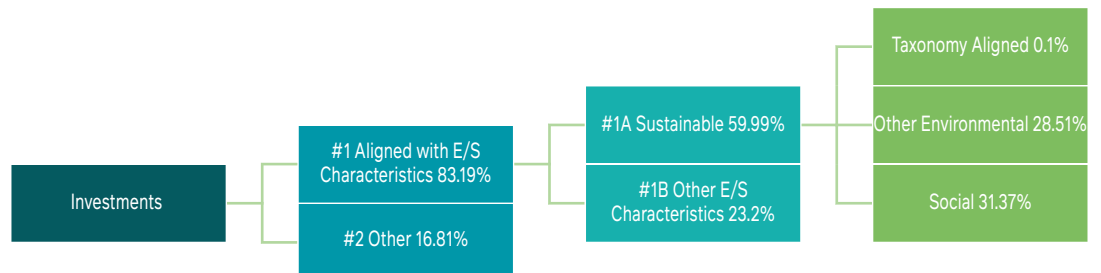 Investments
#1 Aligned with E/S
Characteristics 83.19%
#2 Other 16.81%
#1A Sustainable 59.99%
#1B Other E/S
Characteristics 23.2%
Taxonomy Aligned 0.1%
Other Environmental 28.51%
Social 31.37%